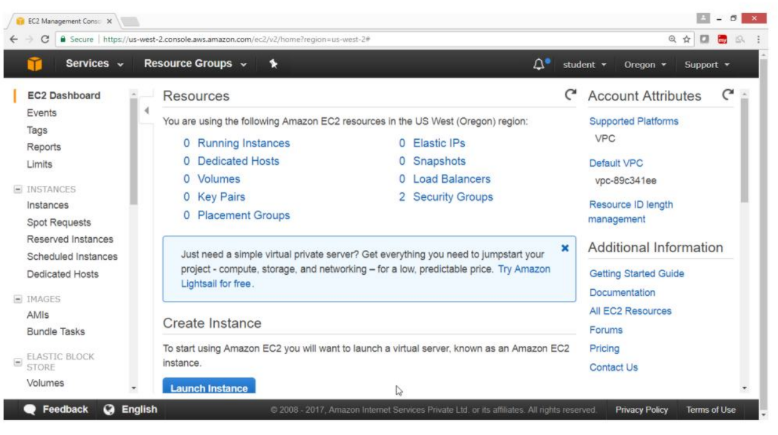 EC2 Management Conso
Secure | https://us-west-2.console.aws.amazon.com/ec2/v2/home?region=us-west-2#
Services
Resource Groups
student
Oregon
Support
EC2 Dashboard
Events
Tags
Reports
Limits
INSTANCES
Instances
Spot Requests
Reserved Instances
Scheduled Instances
Dedicated Hosts
IMAGES
AMIs
Bundle Tasks
ELASTIC BLOCK
STORE
Volumes
Resources
You are using the following Amazon EC2 resources in the US West (Oregon) region:
0 Running Instances
0 Elastic IPs
0 Dedicated Hosts
0 Snapshots
0 Volumes
0 Load Balancers
0 Key Pairs
2 Security Groups
0 Placement Groups
Just need a simple virtual private server? Get everything you need to jumpstart your
project - compute, storage, and networking – for a low, predictable price. Try Amazon
Lightsail for free.
Create Instance
To start using Amazon EC2 you will want to launch a virtual server, known as an Amazon EC2
instance.
Launch Instance
Account Attributes
Supported Platforms
VPC
Default VPC
vpc-89c341ee
Resource ID length
management
Additional Information
Getting Started Guide
Documentation
All EC2 Resources
Forums
Pricing
Contact Us
Feedback
English
© 2008 - 2017, Amazon Internet Services Private Ltd. or its affiliates. All rights reserved.
Privacy Policy
Terms of Use